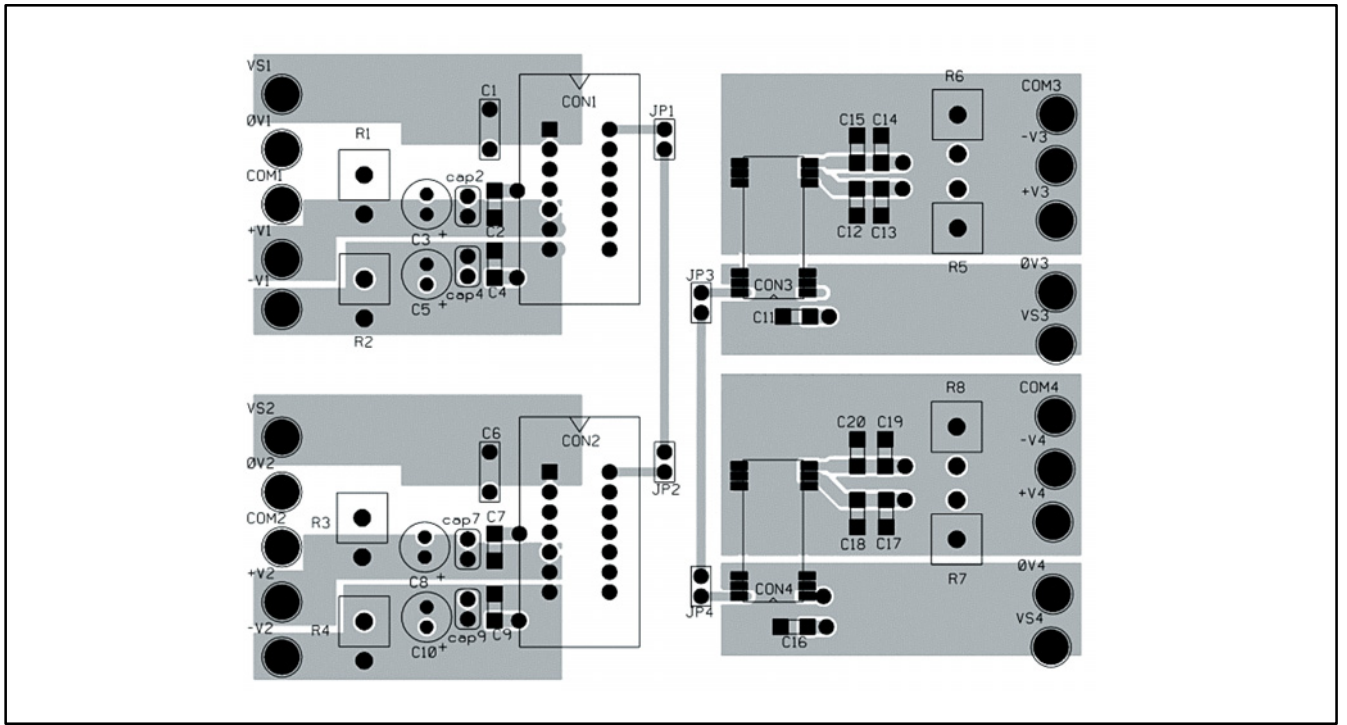 VS1
ØV1
COM1
+V1
-V1
R1
R2
C1
CON1
cap2
C2
C3
+
cap4
C4
C5
+
JP1
VS2
ØV2
COM2
+V2
-V2
R3
R4
C6
CON2
cap7
C7
C8
+
cap9
C9
C10
+
JP2
R6
COM3
-V3
+V3
C15 C14
C12 C13
R5
JP3
CON3
C11
ØV3
VS3
R8
COM4
-V4
+V4
C20 C19
C18 C17
R7
JP4
CON4
C16
ØV4
VS4